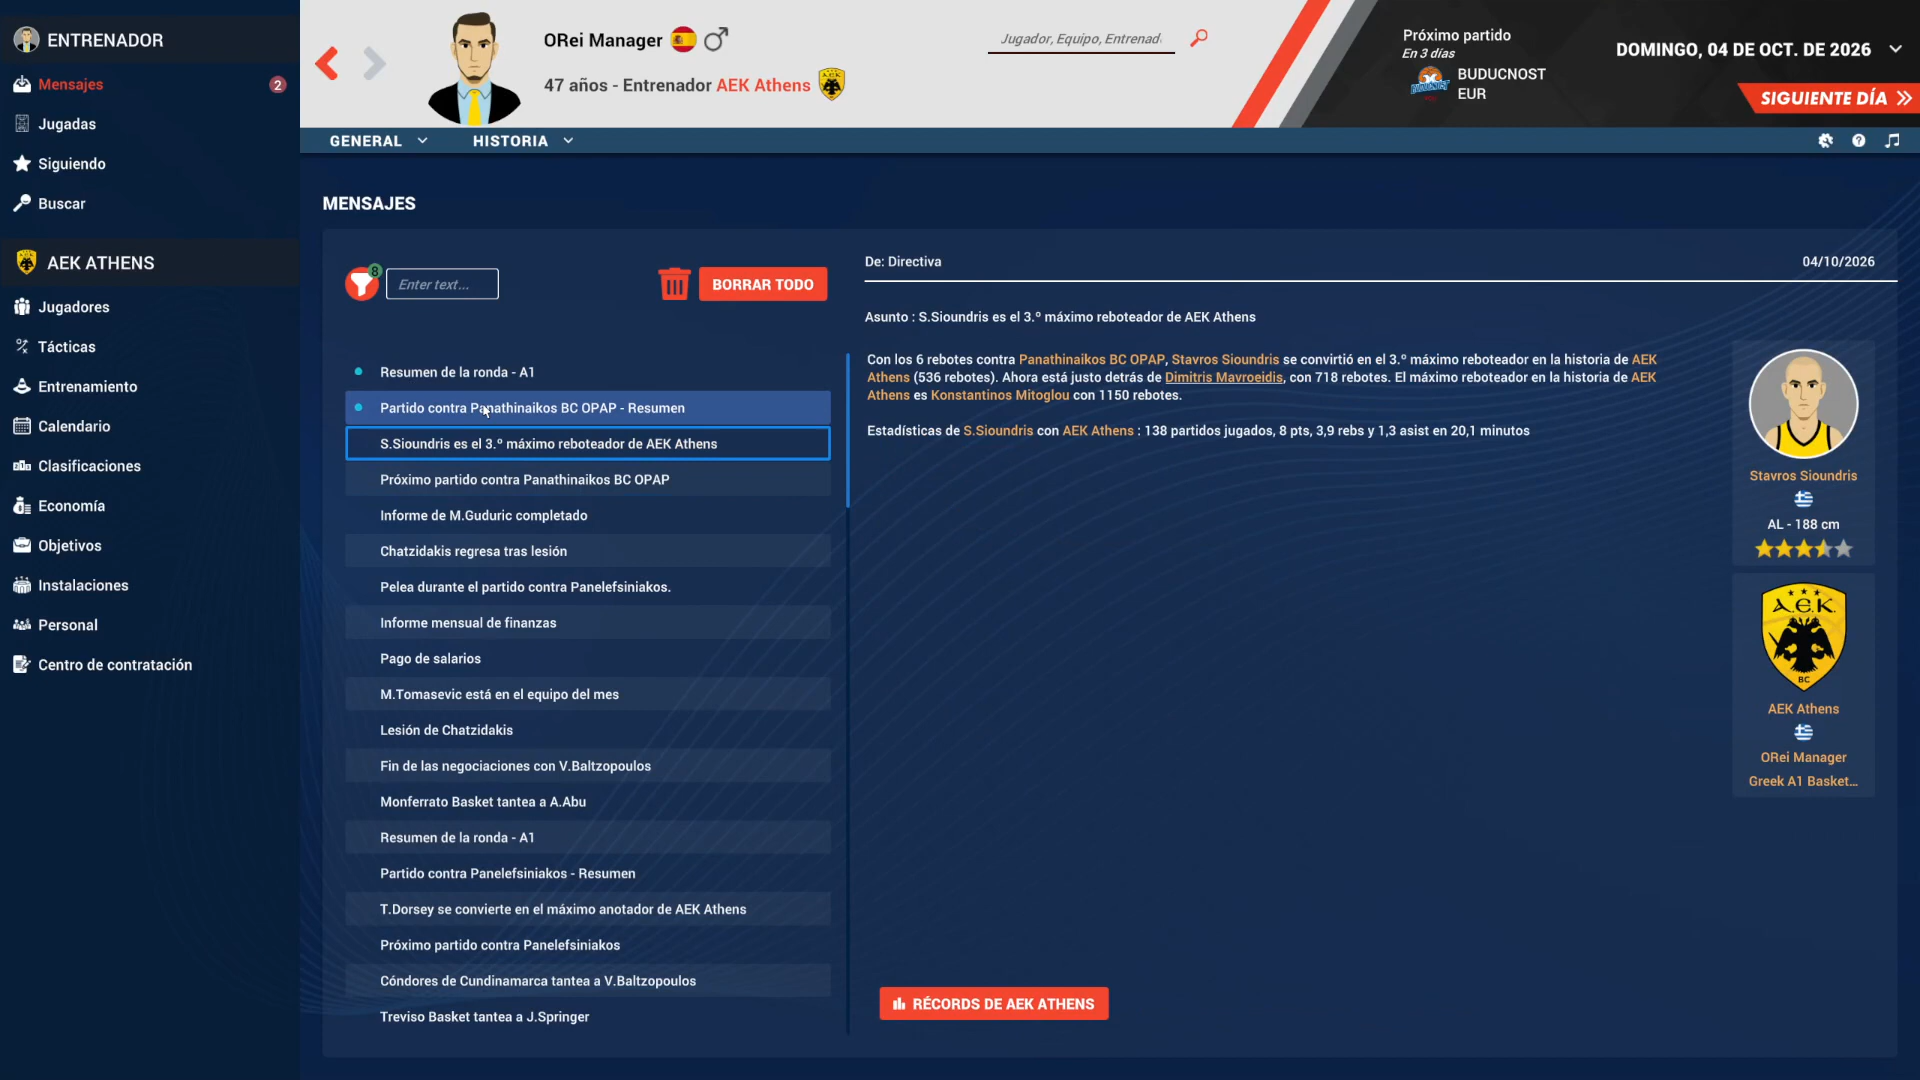 ENTRENADOR
Mensajes
2
Jugadas
Siguiendo
Buscar
AEK ATHENS
Jugadores
Tácticas
Entrenamiento
Calendario
Clasificaciones
Economía
Objetivos
Instalaciones
Personal
Centro de contratación
ORei Manager
47 años - Entrenador AEK Athens
Jugador, Equipo, Entrenad
Próximo partido
En 3 días
BUDUCNOST
EUR
DOMINGO, 04 DE OCT. DE 2026
SIGUIENTE DÍA
GENERAL
HISTORIA
MENSAJES
8
Enter text...
BORRAR TODO
Resumen de la ronda - A1
Partido contra Panathinaikos BC OPAP - Resumen
S.Sioundris es el 3.º máximo reboteador de AEK Athens
Próximo partido contra Panathinaikos BC OPAP
Informe de M.Guduric completado
Chatzidakis regresa tras lesión
Pelea durante el partido contra Panelefsiniakos.
Informe mensual de finanzas
Pago de salarios
M.Tomasevic está en el equipo del mes
Lesión de Chatzidakis
Fin de las negociaciones con V.Baltzopoulos
Monferrato Basket tantea a A.Abu
Resumen de la ronda - A1
Partido contra Panelefsiniakos - Resumen
T.Dorsey se convierte en el máximo anotador de AEK Athens
Próximo partido contra Panelefsiniakos
Cóndores de Cundinamarca tantea a V.Baltzopoulos
Treviso Basket tantea a J.Springer
De: Directiva
04/10/2026
Asunto : S.Sioundris es el 3.º máximo reboteador de AEK Athens
Con los 6 rebotes contra Panathinaikos BC OPAP, Stavros Sioundris se convirtió en el 3.º máximo reboteador en la historia de AEK
Athens (536 rebotes). Ahora está justo detrás de Dimitris Mavroeidis, con 718 rebotes. El máximo reboteador en la historia de AEK
Athens es Konstantinos Mitoglou con 1150 rebotes.
Estadísticas de S.Sioundris con AEK Athens : 138 partidos jugados, 8 pts, 3,9 rebs y 1,3 asist en 20,1 minutos
Stavros Sioundris
AL - 188 cm
A.E.K.
BC
AEK Athens
ORei Manager
Greek A1 Basket...
RÉCORDS DE AEK ATHENS